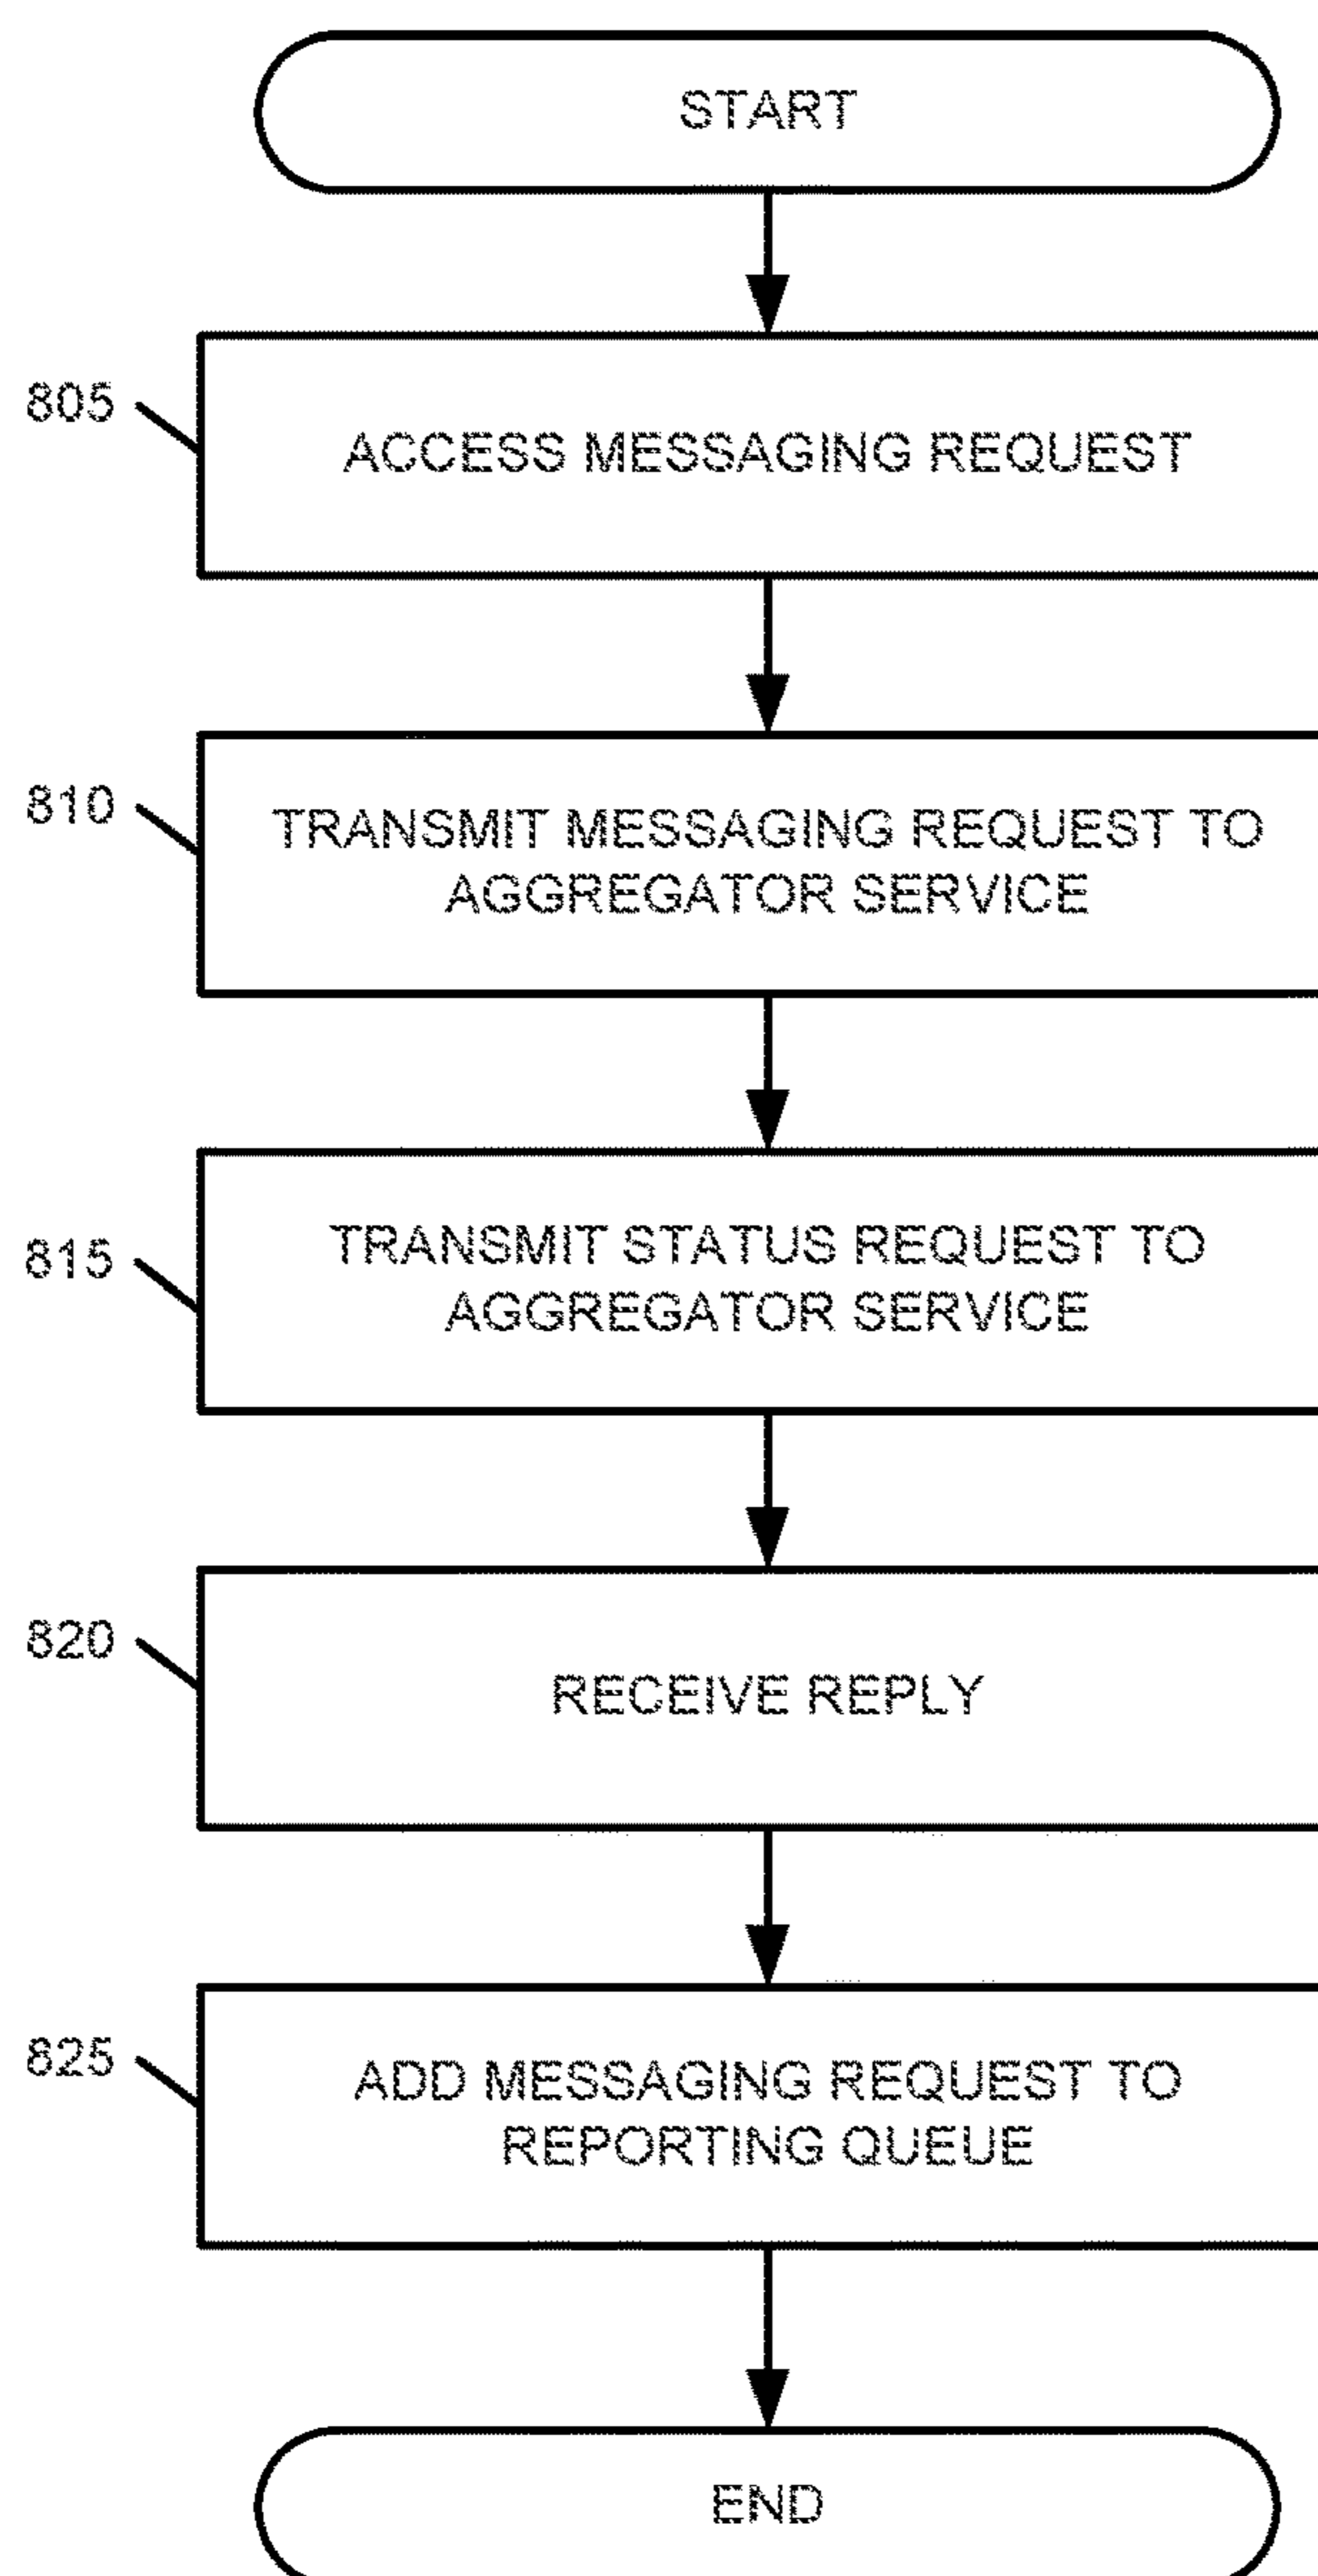 START
805
ACCESS MESSAGING REQUEST
810
TRANSMIT MESSAGING REQUEST TO
AGGREGATOR SERVICE
815
TRANSMIT STATUS REQUEST TO
AGGREGATOR SERVICE
820
RECEIVE REPLY
825
ADD MESSAGING REQUEST TO
REPORTING QUEUE
END